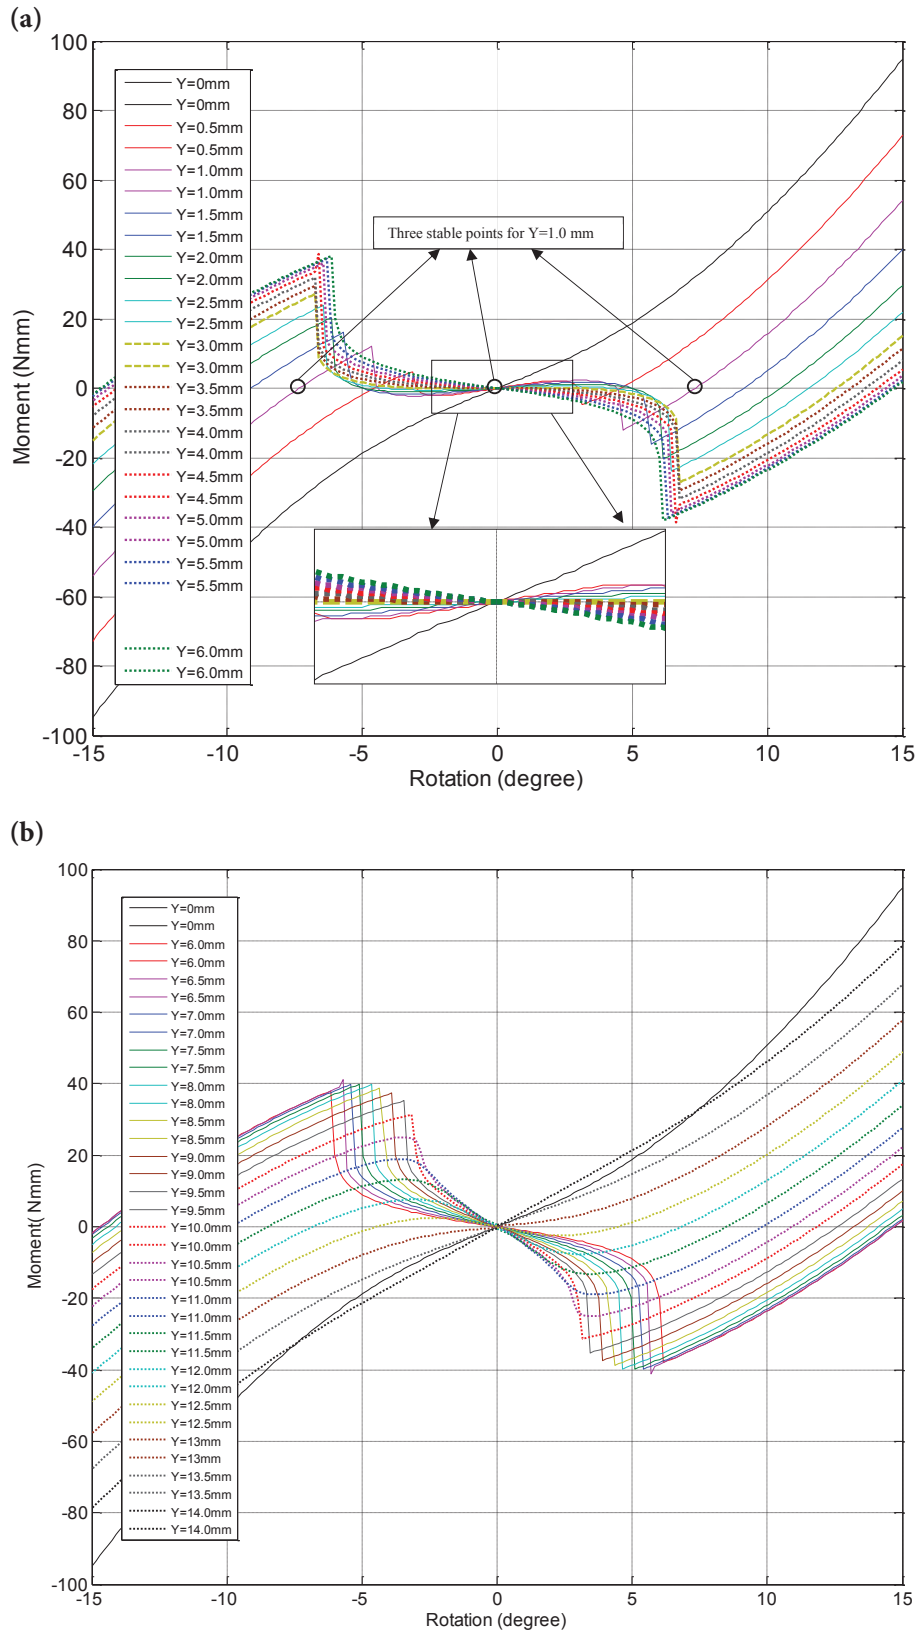 (a)
100
80
60
40
20
0
-20
-40
-60
-80
-100
Moment (Nmm)
Y=0mm
Y=0mm
Y=0.5mm
Y=0.5mm
Y=1.0mm
Y=1.0mm
Y=1.5mm
Y=1.5mm
Y=2.0mm
Y=2.0mm
Y=2.5mm
Y=2.5mm
Y=3.0mm
Y=3.0mm
Y=3.5mm
Y=3.5mm
Y=4.0mm
Y=4.0mm
Y=4.5mm
Y=4.5mm
Y=5.0mm
Y=5.0mm
Y=5.5mm
Y=5.5mm
Y=6.0mm
Y=6.0mm
Three stable points for Y=1.0 mm
-15 -10 -5 0 5 10 15
Rotation (degree)
(b)
100
80
60
40
20
0
-20
-40
-60
-80
-100
Moment( Nmm)
Y=0mm
Y=0mm
Y=6.0mm
Y=6.0mm
Y=6.5mm
Y=6.5mm
Y=7.0mm
Y=7.0mm
Y=7.5mm
Y=7.5mm
Y=8.0mm
Y=8.0mm
Y=8.5mm
Y=8.5mm
Y=9.0mm
Y=9.0mm
Y=9.5mm
Y=9.5mm
Y=10.0mm
Y=10.0mm
Y=10.5mm
Y=10.5mm
Y=11.0mm
Y=11.0mm
Y=11.5mm
Y=11.5mm
Y=12.0mm
Y=12.0mm
Y=12.5mm
Y=12.5mm
Y=13mm
Y=13mm
Y=13.5mm
Y=13.5mm
Y=14.0mm
Y=14.0mm
-15 -10 -5 0 5 10 15
Rotation (degree)